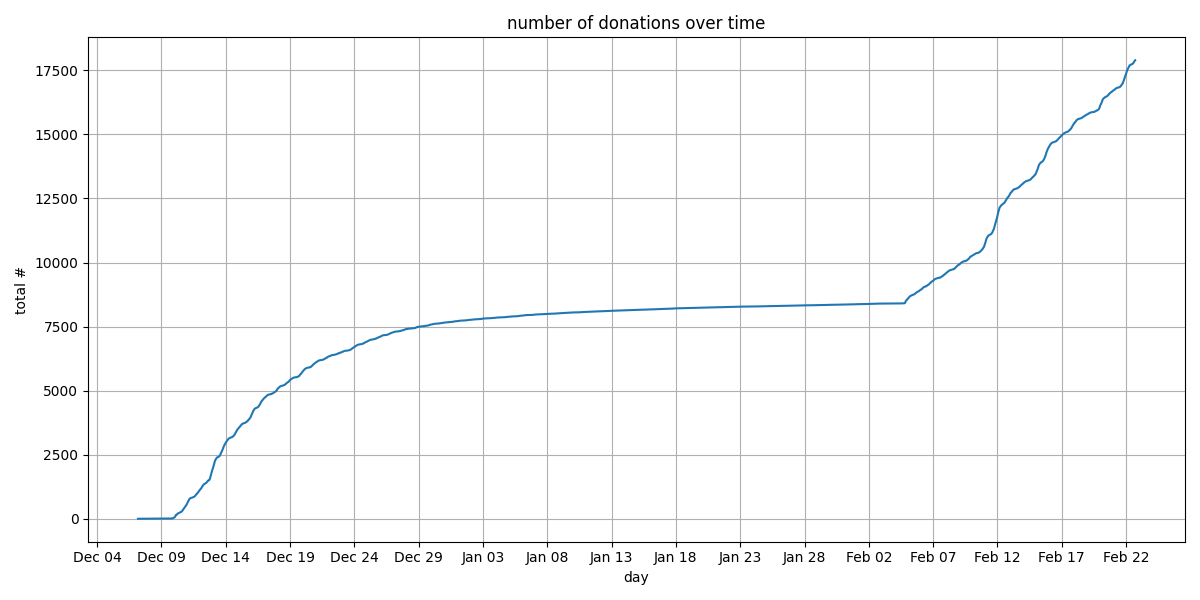 number of donations over time
total #
17500
15000
12500
10000
7500
5000
2500
0
Dec 04 Dec 09 Dec 14 Dec 19 Dec 24 Dec 29 Jan 03 Jan 08 Jan 13 Jan 18 Jan 23 Jan 28 Feb 02 Feb 07 Feb 12 Feb 17 Feb 22
day